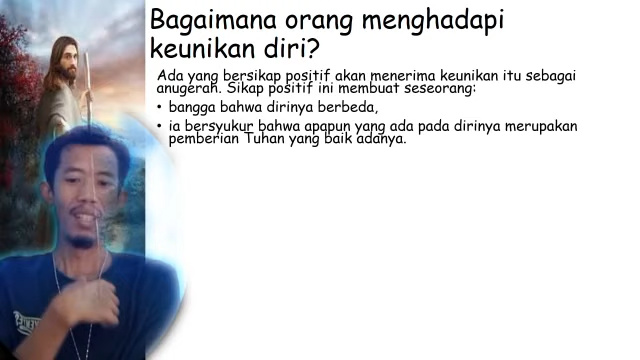 Bagaimana orang menghadapi
keunikan diri?
Ada yang bersikap positif akan menerima keunikan itu sebagai
anugerah. Sikap positif ini membuat seseorang:
• bangga bahwa dirinya berbeda,
• ia bersyukur bahwa apapun yang ada pada dirinya merupakan
pemberian Tuhan yang baik adanya.